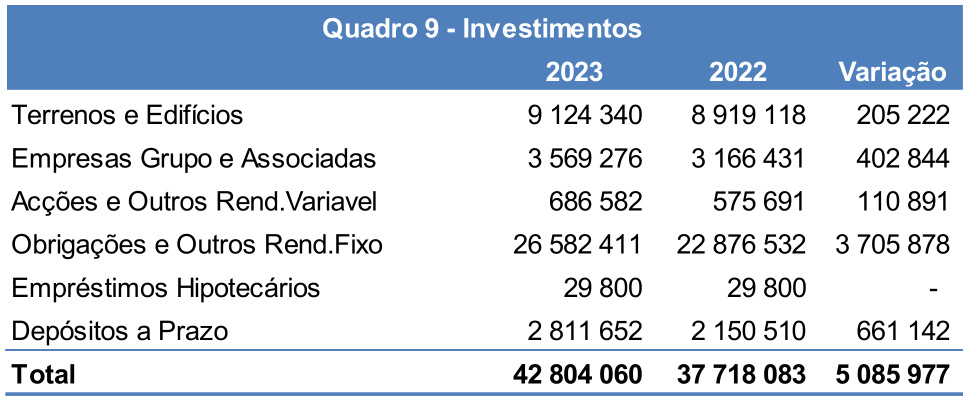 Quadro 9 - Investimentos
2023 2022 Variação
Terrenos e Edifícios 9 124 340 8 919 118 205 222
Empresas Grupo e Associadas 3 569 276 3 166 431 402 844
Acções e Outros Rend.Variavel 686 582 575 691 110 891
Obrigações e Outros Rend.Fixo 26 582 411 22 876 532 3 705 878
Empréstimos Hipotecários 29 800 29 800 -
Depósitos a Prazo 2 811 652 2 150 510 661 142
Total 42 804 060 37 718 083 5 085 977